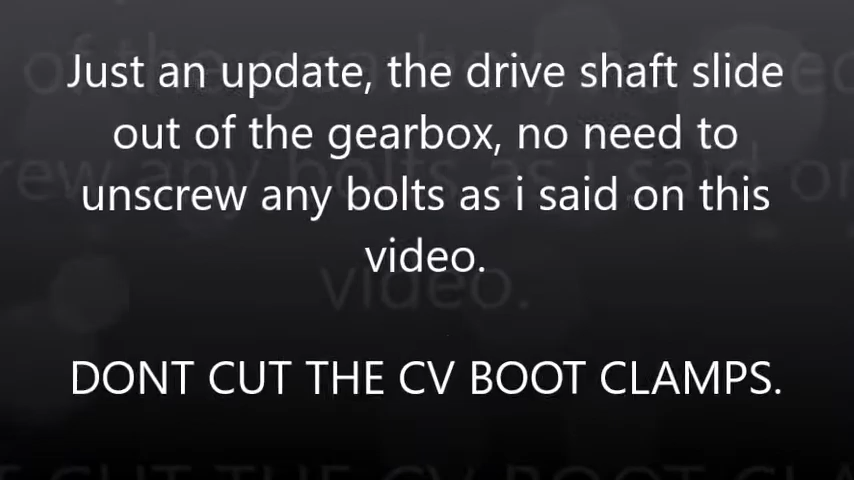 Just an update, the drive shaft slide
out of the gearbox, no need to
unscrew any bolts as i said on this
video.
DONT CUT THE CV BOOT CLAMPS.